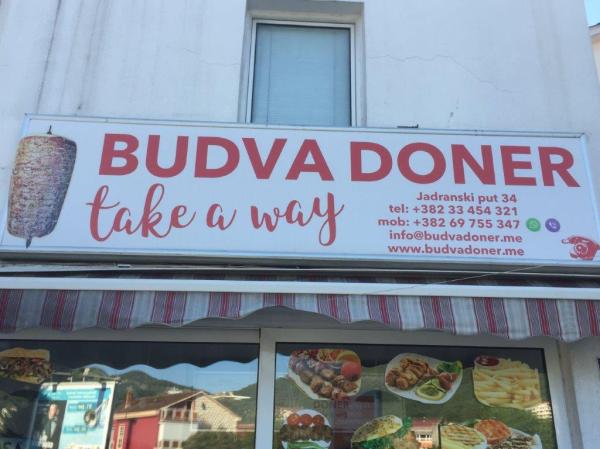 BUDVA DONER
take a way
Jadranski put 34
tel: +382 33 454 321
mob: +382 69 755 347
info@budvadoner.me
www.budvadoner.me
DONER